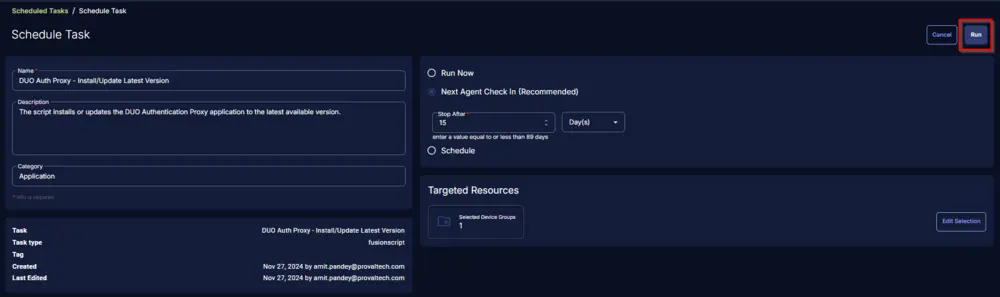 Scheduled Tasks / Schedule Task
Schedule Task
Cancel
Run
Name *
DUO Auth Proxy - Install/Update Latest Version
Description
The script installs or updates the DUO Authentication Proxy application to the latest available version.
Category
Application
Run Now
Next Agent Check In (Recommended)
Stop After *
15
Day(s)
enter a value equal to or less than 89 days
Schedule
Targeted Resources
Selected Device Groups
1
Edit Selection
Task DUO Auth Proxy - Install/Update Latest Version
Task type fusionscript
Tag
Created Nov 27, 2024 by amit.pandey@provaltech.com
Last Edited Nov 27, 2024 by amit.pandey@provaltech.com